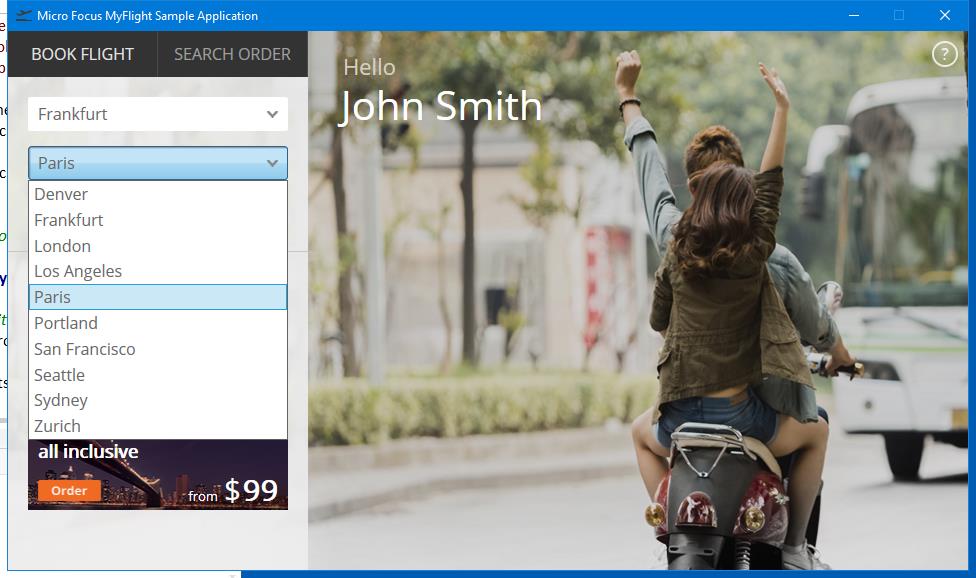 Micro Focus MyFlight Sample Application
BOOK FLIGHT
SEARCH ORDER
Hello
John Smith
?
Frankfurt
Paris
Denver
Frankfurt
London
Los Angeles
Paris
Portland
San Francisco
Seattle
Sydney
Zurich
all inclusive
Order
from $99